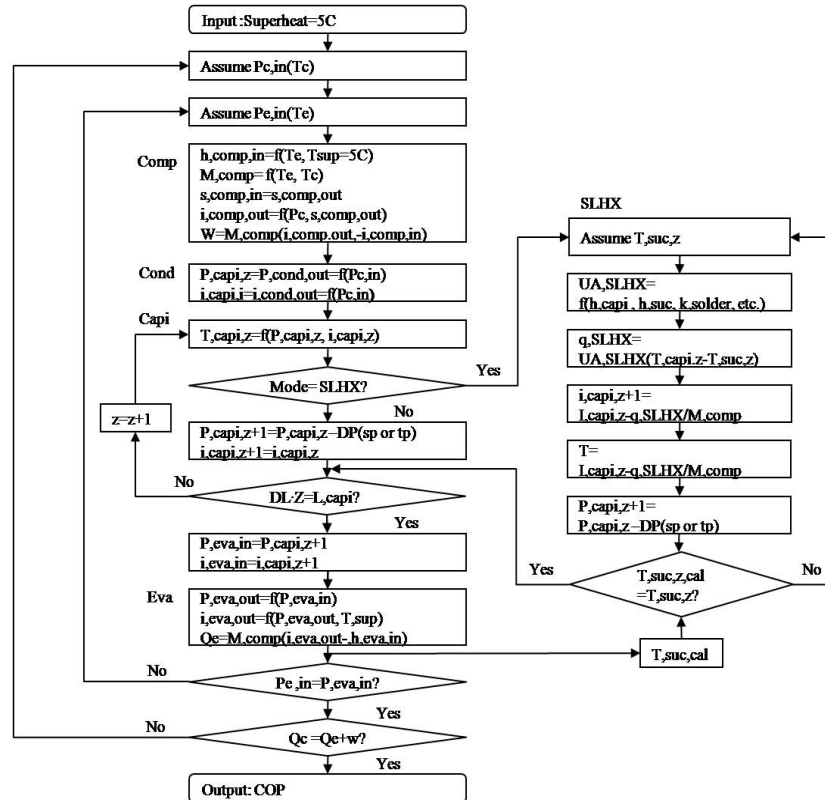 Input :Superheat=5C
Assume Pc,in(Tc)
Assume Pe,in(Te)
Comp
h,comp,in=f(Te, Tsup=5C)
M,comp= f(Te, Tc)
s,comp,in=s,comp,out
i,comp,out=f(Pc, s,comp,out)
W=M,comp(i,comp,out,-i,comp,in)
Cond
P,capi,z=P,cond,out=f(Pc,in)
i,capi,i=i,cond,out=f(Pc,in)
Capi
T,capi,z=f(P,capi,z, i,capi,z)
Mode= SLHX?
Yes
No
z=z+1
P,capi,z+1=P,capi,z–DP(sp or tp)
i,capi,z+1=i,capi,z
No
DL·Z=L,capi?
Yes
P,eva,in=P,capi,z+1
i,eva,in=i,capi,z+1
Eva
P,eva,out=f(P,eva,in)
i,eva,out=f(P,eva,out, T,sup)
Qe=M,comp(i,eva,out-,h,eva,in)
No
Pe ,in=P,eva,in?
Yes
No
Qc =Qe+w?
Yes
Output: COP
SLHX
Assume T,suc,z
UA,SLHX=
f(h,capi , h,suc, k,solder, etc.)
q,SLHX=
UA,SLHX(T,capi.z-T,suc,z)
i,capi,z+1=
I,capi,z-q,SLHX/M,comp
T=
I,capi,z-q,SLHX/M,comp
P,capi,z+1=
P,capi,z–DP(sp or tp)
Yes
T,suc,z,cal
=T,suc,z?
No
T,suc,cal